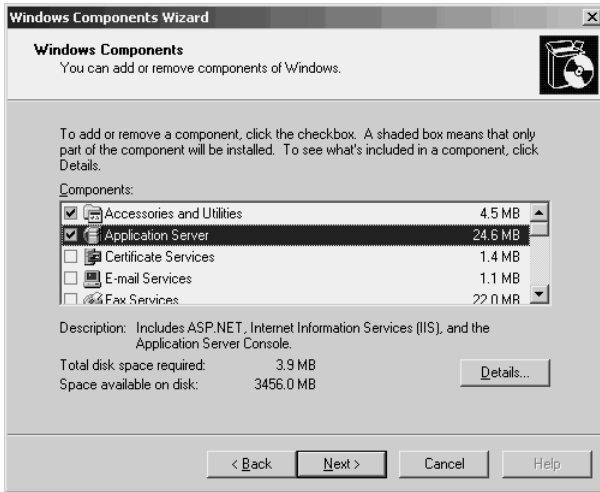 Windows Components Wizard
Windows Components
You can add or remove components of Windows.
To add or remove a component, click the checkbox. A shaded box means that only
part of the component will be installed. To see what's included in a component, click
Details.
Components:
Accessories and Utilities 4.5 MB
Application Server 24.6 MB
Certificate Services 1.4 MB
E-mail Services 1.1 MB
Fax Services 22.0 MB
Description: Includes ASP.NET, Internet Information Services (IIS), and the
Application Server Console.
Total disk space required: 3.9 MB
Space available on disk: 3456.0 MB
Details...
< Back Next > Cancel Help